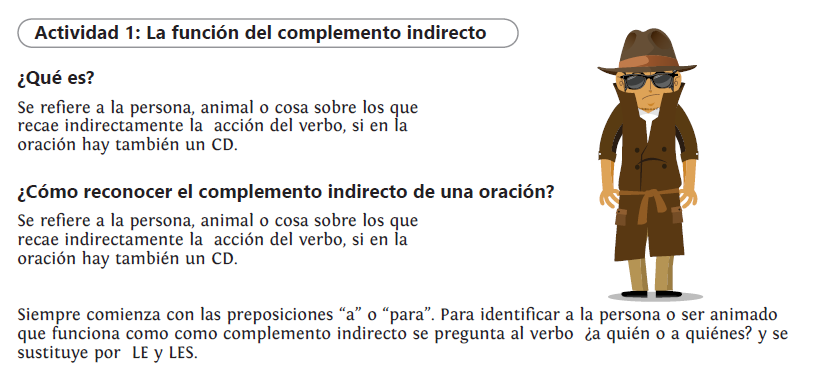 Actividad 1: La función del complemento indirecto
¿Qué es?
Se refiere a la persona, animal o cosa sobre los que
recae indirectamente la acción del verbo, si en la
oración hay también un CD.
¿Cómo reconocer el complemento indirecto de una oración?
Se refiere a la persona, animal o cosa sobre los que
recae indirectamente la acción del verbo, si en la
oración hay también un CD.
Siempre comienza con las preposiciones “a” o “para”. Para identificar a la persona o ser animado
que funciona como como complemento indirecto se pregunta al verbo ¿a quién o a quiénes? y se
sustituye por LE y LES.